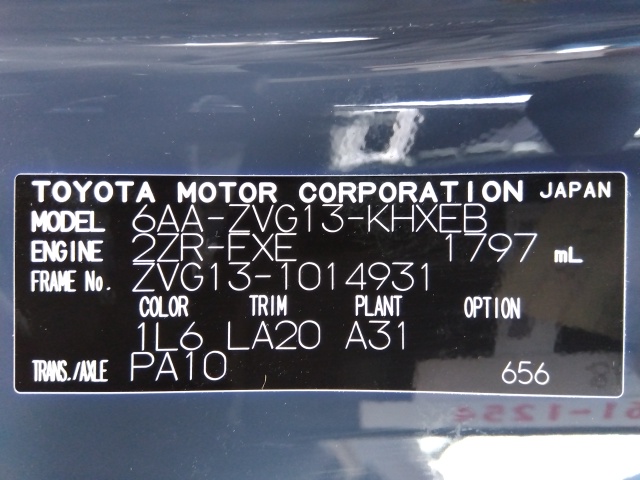 TOYOTA MOTOR CORPORATION JAPAN
MODEL 6AA-ZVG13-KHXEB
ENGINE 2ZR-FXE 1797 mL
FRAME No. ZVG13-1014931
COLOR TRIM PLANT OPTION
1L6 LA20 A31
TRANS./AXLE PA10 656